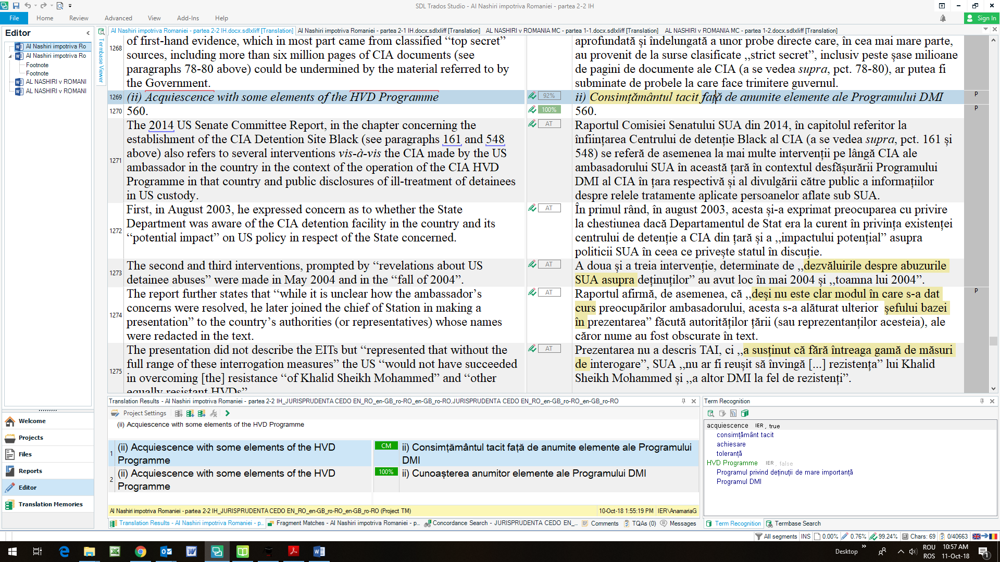 SDL Trados Studio - Al Nashiri impotriva Romaniei - partea 2-2 IH
File Home Review Advanced View Add-Ins Help Sign In
Editor
Al Nashiri impotriva Ro
Al Nashiri impotriva Ro
Footnote
Footnote
AL NASHIRI v ROMANI
AL NASHIRI v ROMANI
Welcome
Projects
Files
Reports
Editor
Translation Memories
Termbase Viewer
Al Nashiri impotriva Romaniei - partea 2-2 IH.docx.sdlxliff [Translation] Al Nashiri impotriva Romaniei - partea 2-1 IH.docx.sdlxliff [Translation] AL NASHIRI v ROMANIA MC - partea 1-1.docx.sdlxliff [Translation] AL NASHIRI v ROMANIA MC - partea 1-2.docx.sdlxliff [Translation]
1268
of first-hand evidence, which in most part came from classified “top secret”
sources, including more than six million pages of CIA documents (see
paragraphs 78-80 above) could be undermined by the material referred to by
the Government.
aprofundată și îndelungată a unor probe directe care, în cea mai mare parte,
au provenit de la surse clasificate ,,strict secret”, inclusiv peste șase milioane
de pagini de documente ale CIA (a se vedea supra, pct. 78-80), ar putea fi
subminate de probele la care face trimitere guvernul.
1269 (ii) Acquiescence with some elements of the HVD Programme 92% ii) Consimțământul tacit față de anumite elemente ale Programului DMI P
1270 560. 100% 560. P
1271
The 2014 US Senate Committee Report, in the chapter concerning the
establishment of the CIA Detention Site Black (see paragraphs 161 and 548
above) also refers to several interventions vis-à-vis the CIA made by the US
ambassador in the country in the context of the operation of the CIA HVD
Programme in that country and public disclosures of ill-treatment of detainees
in US custody.
AT
Raportul Comisiei Senatului SUA din 2014, în capitolul referitor la
înființarea Centrului de detenție Black al CIA (a se vedea supra, pct. 161 și
548) se referă de asemenea la mai multe intervenții pe lângă CIA ale
ambasadorului SUA în această țară în contextul desfășurării Programului
DMI al CIA în țara respectivă și al divulgării către public a informațiilor
despre relele tratamente aplicate persoanelor aflate sub SUA.
1272
First, in August 2003, he expressed concern as to whether the State
Department was aware of the CIA detention facility in the country and its
“potential impact” on US policy in respect of the State concerned.
AT
În primul rând, în august 2003, acesta și-a exprimat preocuparea cu privire
la chestiunea dacă Departamentul de Stat era la curent în privința existenței
centrului de detenție a CIA din țară și a ,,impactului potențial” asupra
politicii SUA în ceea ce privește statul în discuție.
1273
The second and third interventions, prompted by “revelations about US
detainee abuses” were made in May 2004 and in the “fall of 2004”.
AT
A doua și a treia intervenție, determinate de ,,dezvăluirile despre abuzurile
SUA asupra deținuților” au avut loc în mai 2004 și ,,toamna lui 2004”.
1274
The report further states that “while it is unclear how the ambassador’s
concerns were resolved, he later joined the chief of Station in making a
presentation” to the country’s authorities (or representatives) whose names
were redacted in the text.
AT
Raportul afirmă, de asemenea, că ,,deși nu este clar modul în care s-a dat
curs preocupărilor ambasadorului, acesta s-a alăturat ulterior șefului bazei
în prezentarea” făcută autorităților țării (sau reprezentanților acesteia), ale
căror nume au fost obscurate în text.
P
1275
The presentation did not describe the EITs but “represented that without the
full range of these interrogation measures” the US “would not have succeeded
in overcoming [the] resistance “of Khalid Sheikh Mohammed” and “other
equally resistant HVDs”
AT
Prezentarea nu a descris TAI, ci ,,a susținut că fără întreaga gamă de măsuri
de interogare”, SUA ,,nu ar fi reușit să învingă [...] rezistența” lui Khalid
Sheikh Mohammed și ,,a altor DMI la fel de rezistenți”.
Translation Results - Al Nashiri impotriva Romaniei - partea 2-2 IH_JURISPRUDENTA CEDO EN_RO_en-GB_ro-RO_en-GB_ro-RO,JURISPRUDENTA CEDO EN_RO_en-GB_ro-RO_en-GB_ro-RO
Project Settings
(ii) Acquiescence with some elements of the HVD Programme
1 (ii) Acquiescence with some elements of the HVD
Programme
CM ii) Consimțământul tacit față de anumite elemente ale Programului
DMI
2 (ii) Acquiescence with some elements of the HVD
Programme
100% ii) Cunoașterea anumitor elemente ale Programului DMI
Al Nashiri impotriva Romaniei - partea 2-2 IH_JURISPRUDENTA CEDO EN_RO_en-GB_ro-RO_en-GB_ro-RO (Project TM) 10-Oct-18 1:55:19 PM IER\AnamariaG
Translation Results - Al Nashiri impotriva Romaniei - p... Fragment Matches - Al Nashiri impotriva Romaniei - p... Concordance Search - JURISPRUDENTA CEDO EN_... Comments TQAs (0) Messages
Term Recognition
acquiescence IER , true
consimțământ tacit
achiesare
toleranță
HVD Programme IER , false
Programul privind deținuții de mare importanță
Programul DMI
Term Recognition Termbase Search
All segments INS 0.00% 0.76% 99.24% Chars: 69 0/40663
Desktop » ROU 10:57 AM
ROS 11-Oct-18 1